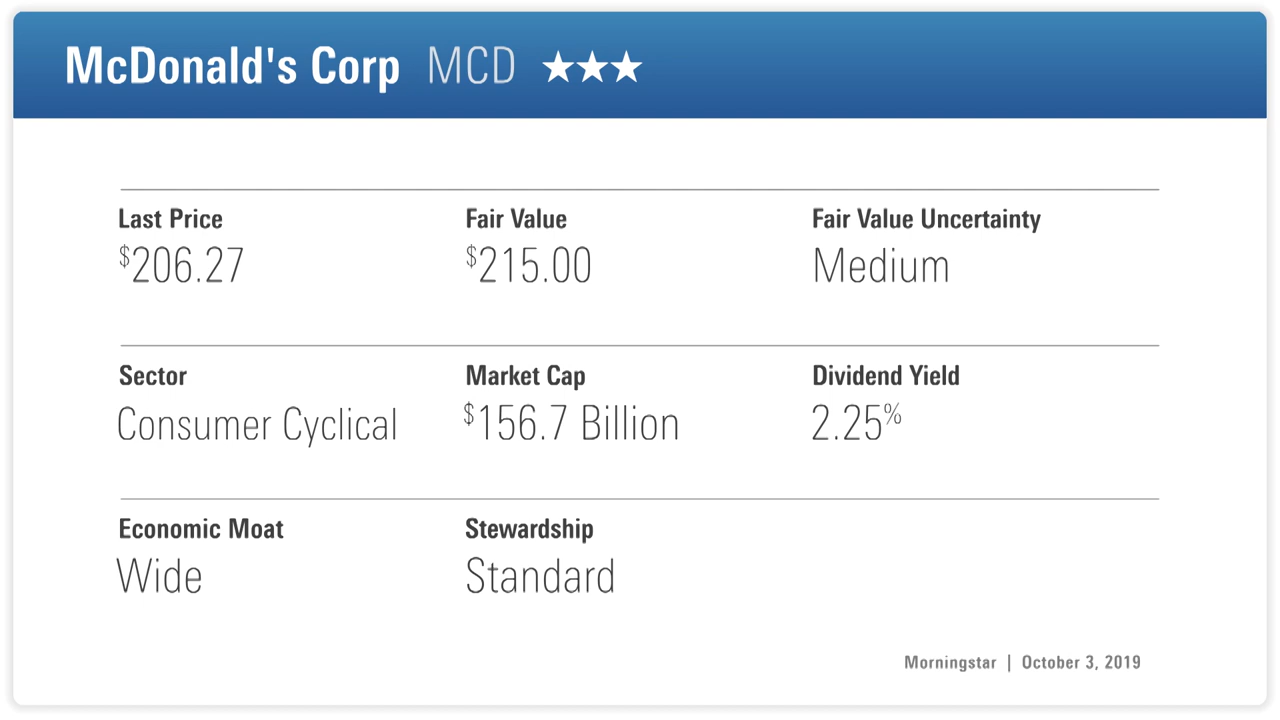 McDonald's Corp MCD ★★★
Last Price Fair Value Fair Value Uncertainty
$206.27 $215.00 Medium
Sector Market Cap Dividend Yield
Consumer Cyclical $156.7 Billion 2.25%
Economic Moat Stewardship
Wide Standard
Morningstar | October 3, 2019